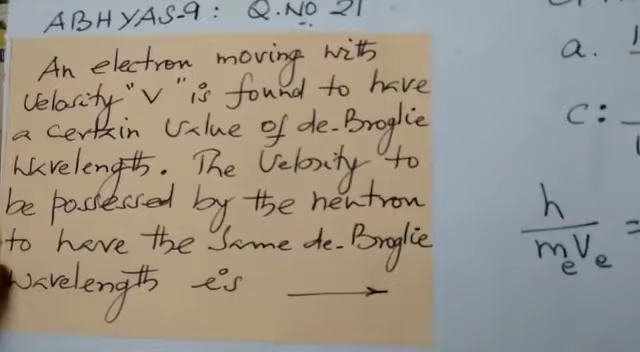 ABHYAS-9: Q.NO 21
An electron moving with
Velocity "V" is found to have
a certain value of de-Broglie
wavelength. The Velocity to
be possessed by the neutron
to have the same de-Broglie
wavelength is
a.
c:
h
mₑVₑ =